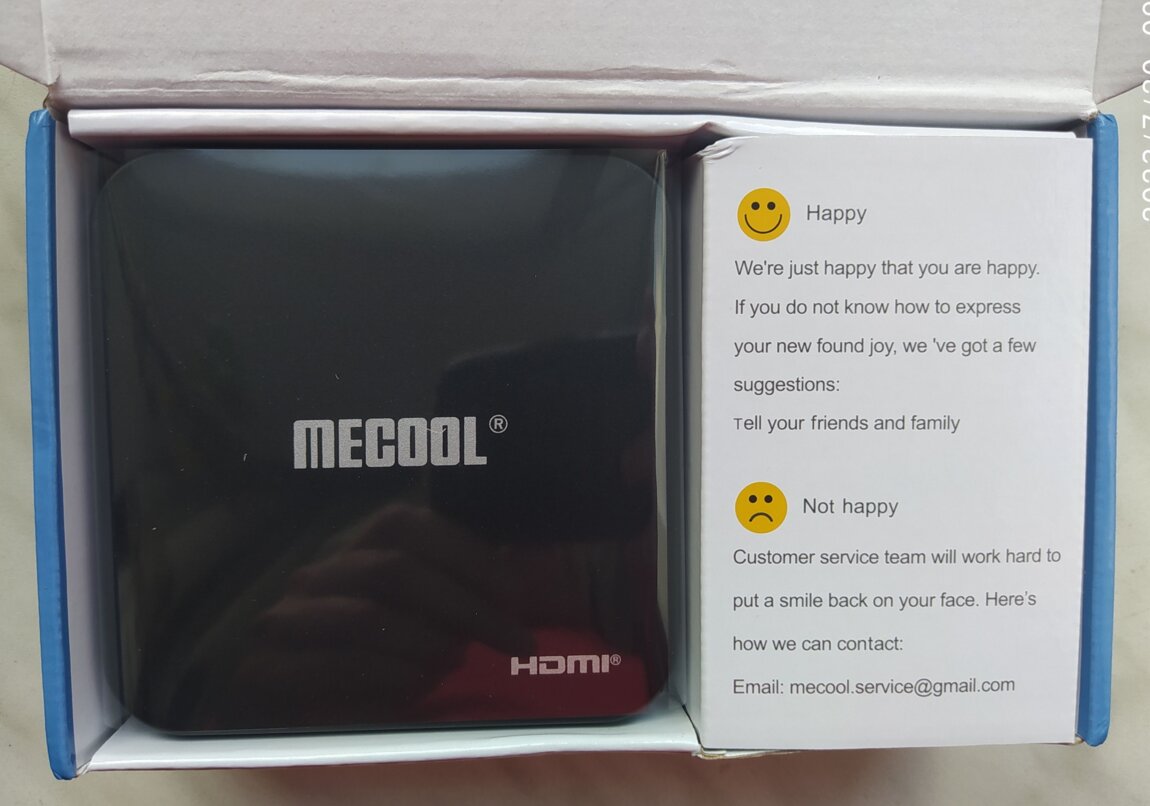 MECOOL®
HDMI®
Happy
We're just happy that you are happy.
If you do not know how to express
your new found joy, we 've got a few
suggestions:
Tell your friends and family
Not happy
Customer service team will work hard to
put a smile back on your face. Here's
how we can contact:
Email: mecool.service@gmail.com